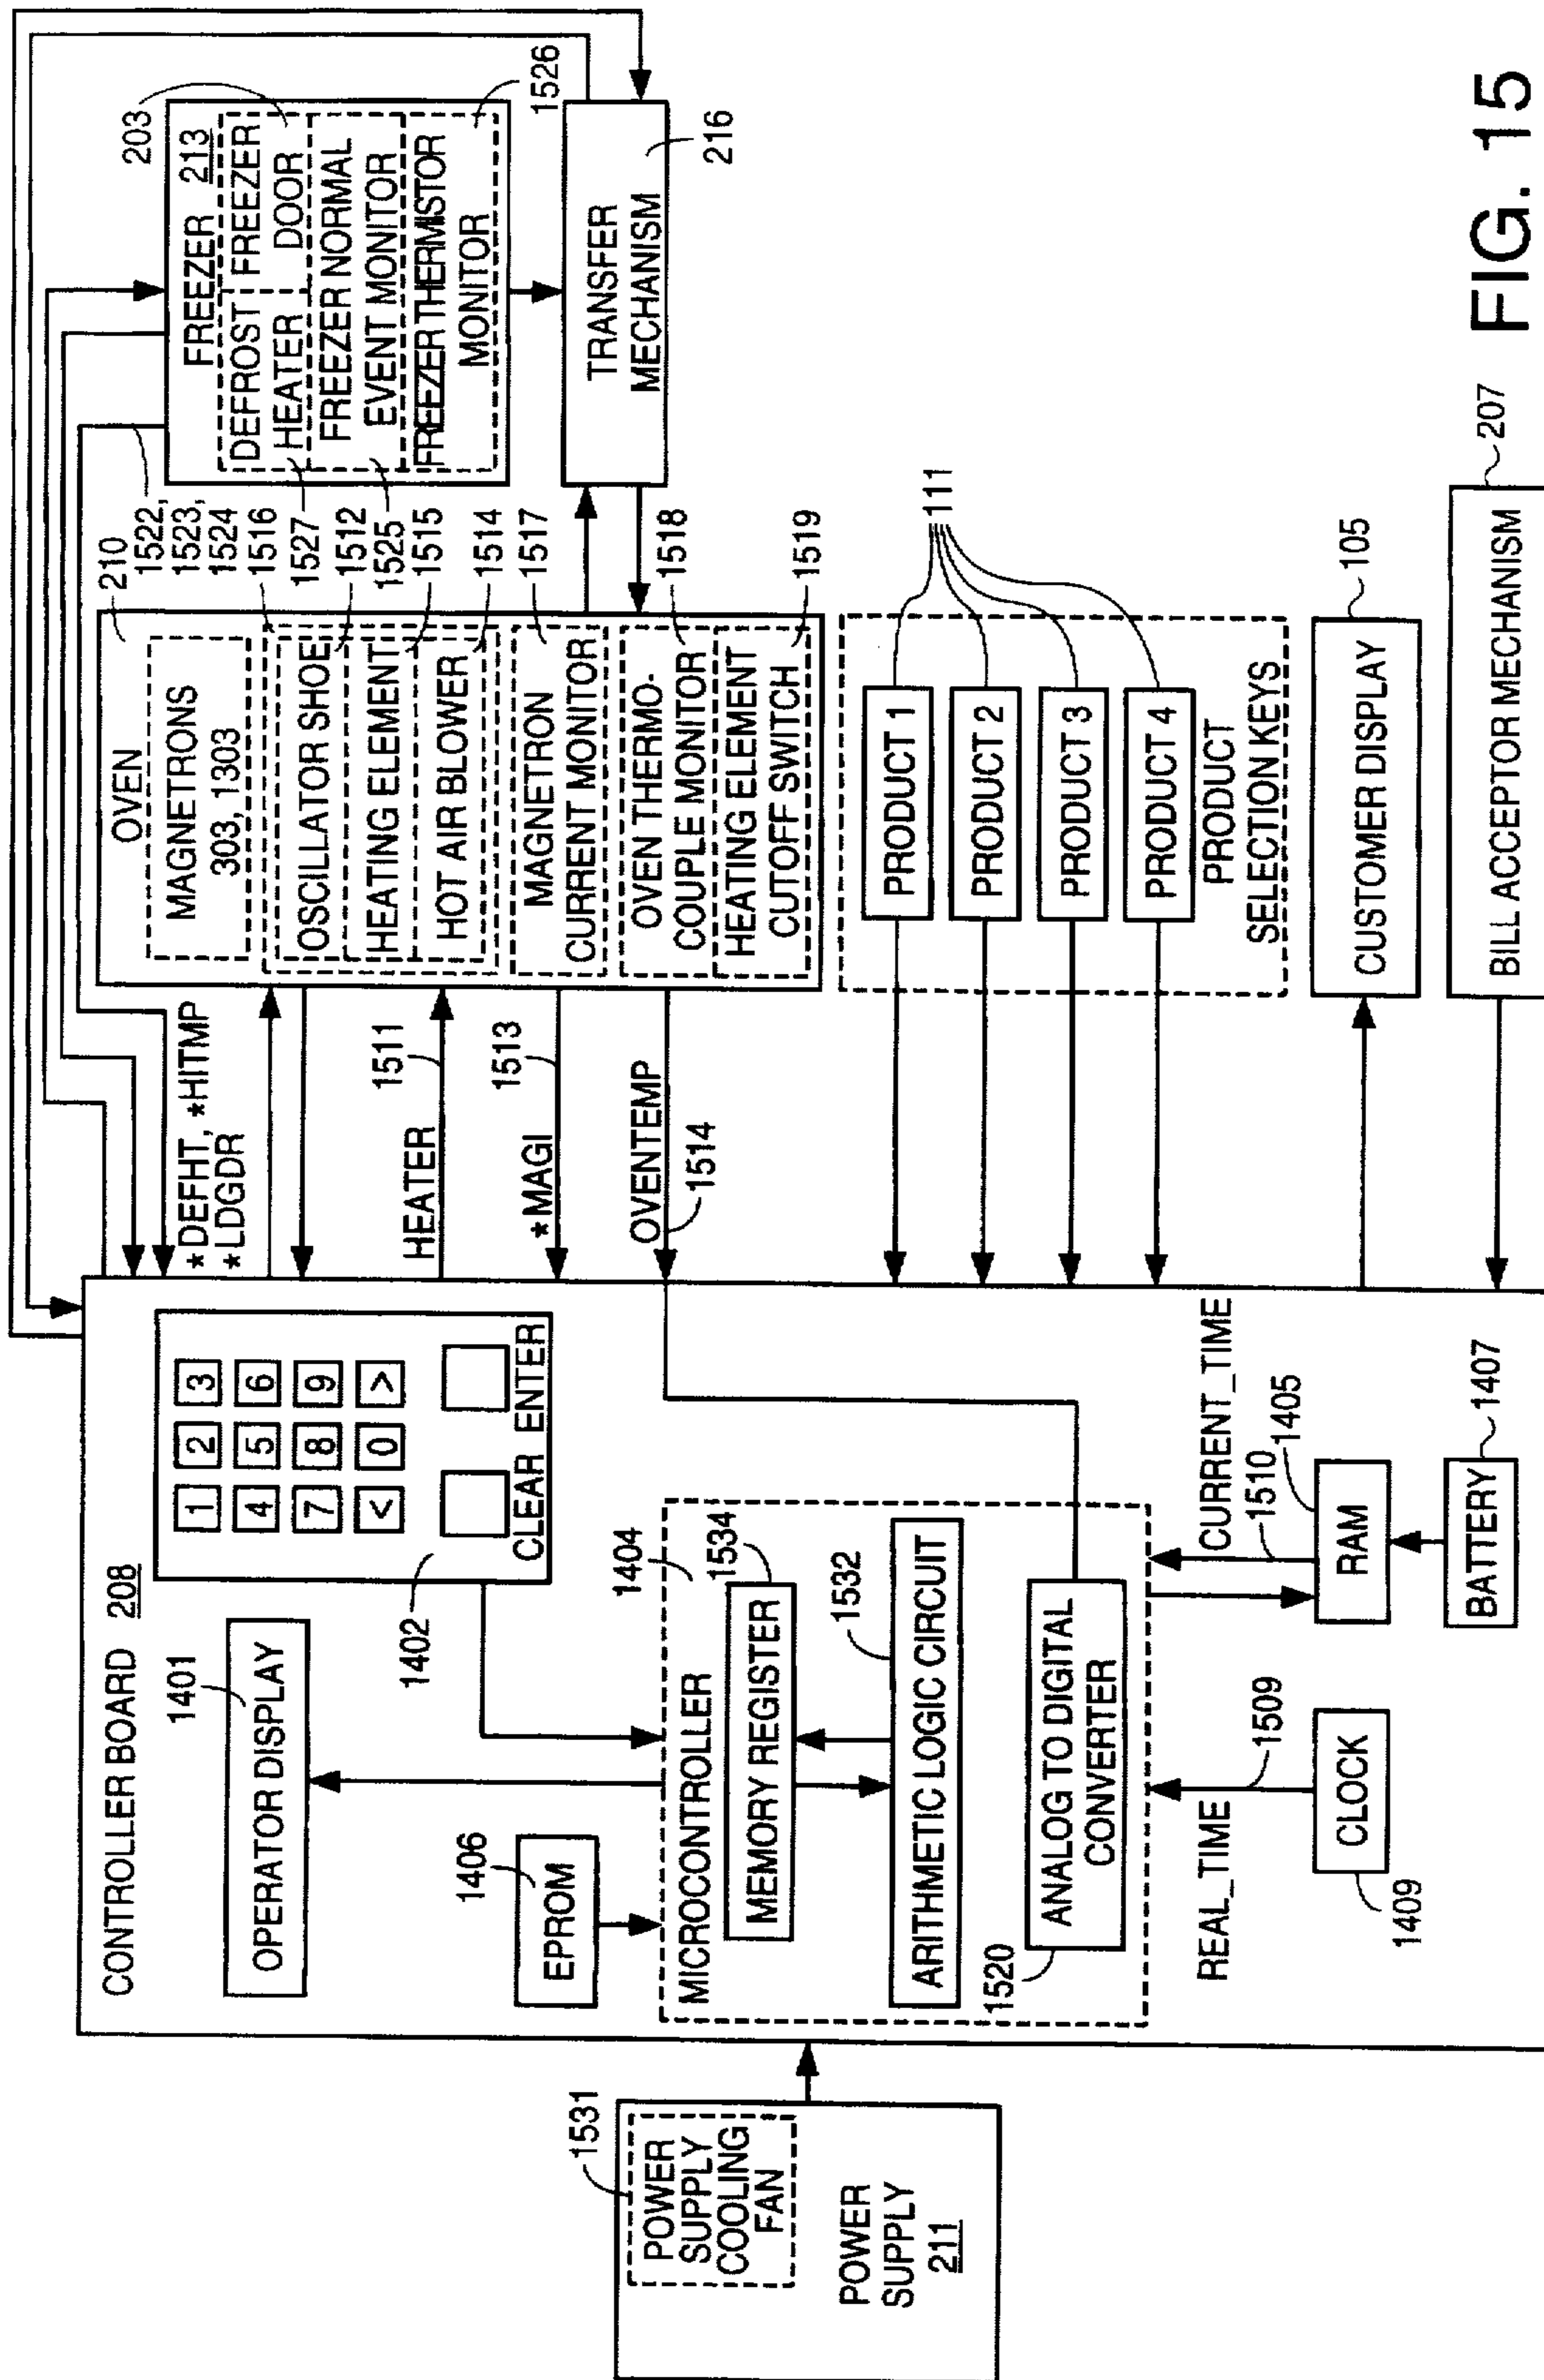 FIG. 15
POWER
SUPPLY
COOLING
FAN
1531
POWER
SUPPLY
211
CONTROLLER BOARD 208
OPERATOR DISPLAY
1401
1 2 3
4 5 6
7 8 9
< 0 >
CLEAR ENTER
1402
EPROM
1406
MICROCONTROLLER
1404
MEMORY REGISTER
1534
ARITHMETIC LOGIC CIRCUIT
1532
ANALOG TO DIGITAL
CONVERTER
1520
REAL_TIME
1509
CLOCK
1409
CURRENT_TIME
1510
RAM
1405
BATTERY
1407
*DEFHT, *HITMP
*LDGDR
HEATER
1511
*MAGI
1513
OVENTEMP
1514
OVEN
210
MAGNETRONS
303, 1303
OSCILLATOR SHOE
HEATING ELEMENT
HOT AIR BLOWER
MAGNETRON
CURRENT MONITOR
OVEN THERMO-
COUPLE MONITOR
HEATING ELEMENT
CUTOFF SWITCH
1522,
1523,
1524
1516
1527
1512
1525
1515
1514
1517
1518
1519
FREEZER 213
DEFROST
HEATER
FREEZER
DOOR
203
FREEZER NORMAL
EVENT MONITOR
FREEZER THERMISTOR
MONITOR
1526
TRANSFER
MECHANISM
216
PRODUCT 1
PRODUCT 2
PRODUCT 3
PRODUCT 4
111
PRODUCT
SELECTION KEYS
CUSTOMER DISPLAY
105
BILL ACCEPTOR MECHANISM
207